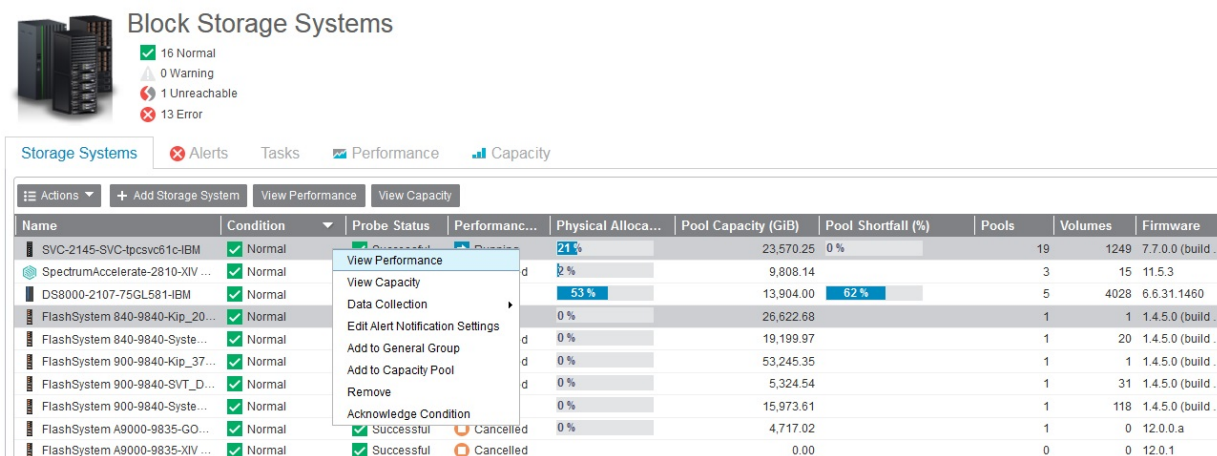 Block Storage Systems
16 Normal
0 Warning
1 Unreachable
13 Error
Storage Systems Alerts Tasks Performance Capacity
Actions Add Storage System View Performance View Capacity
Name Condition Probe Status Performanc... Physical Alloca... Pool Capacity (GiB) Pool Shortfall (%) Pools Volumes Firmware
SVC-2145-SVC-tpcsvc61c-IBM Normal Successful Running 21 % 23,570.25 0 % 19 1249 7.7.0.0 (build ..
View Performance
SpectrumAccelerate-2810-XIV ... Normal d 2 % 9,808.14 3 15 11.5.3
View Capacity
DS8000-2107-75GL581-IBM Normal 53 % 13,904.00 62 % 5 4028 6.6.31.1460
Data Collection
FlashSystem 840-9840-Kip_20... Normal 0 % 26,622.68 1 1 1.4.5.0 (build ..
Edit Alert Notification Settings
FlashSystem 840-9840-Syste... Normal d 0 % 19,199.97 1 20 1.4.5.0 (build ..
Add to General Group
FlashSystem 900-9840-Kip_37... Normal d 0 % 53,245.35 1 1 1.4.5.0 (build ..
Add to Capacity Pool
FlashSystem 900-9840-SVT_D... Normal d 0 % 5,324.54 1 31 1.4.5.0 (build ..
Remove
FlashSystem 900-9840-Syste... Normal 0 % 15,973.61 1 118 1.4.5.0 (build ..
Acknowledge Condition
FlashSystem A9000-9835-GO... Normal Successful Cancelled 0 % 4,717.02 1 0 12.0.0.a
FlashSystem A9000-9835-XIV ... Normal Successful Cancelled 0.00 0 0 12.0.1